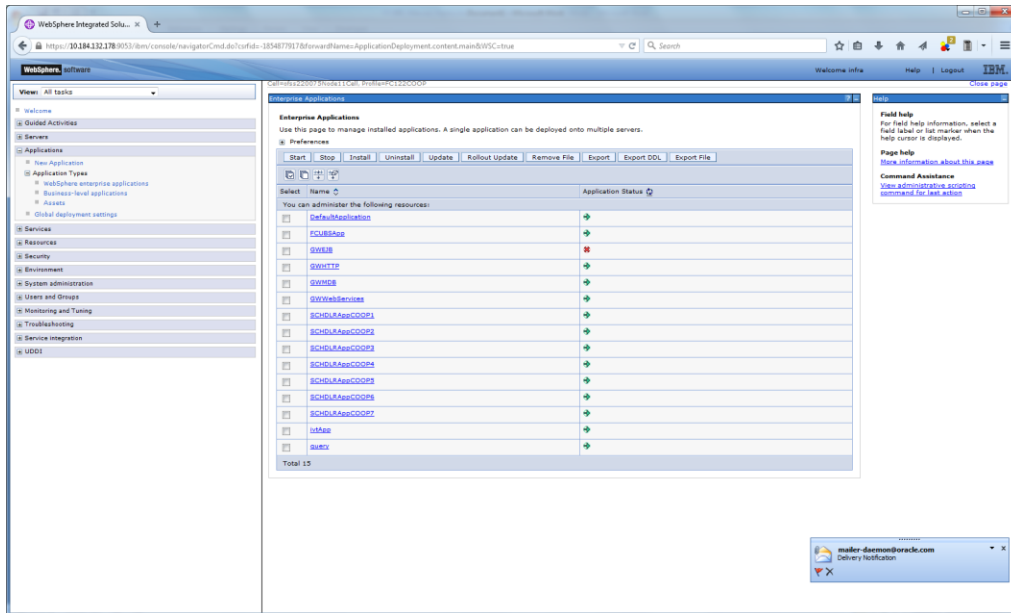 WebSphere Integrated Solu... × +
https://10.184.132.178:9053/ibm/console/navigatorCmd.do?csrfid=-1854877917&forwardName=ApplicationDeployment.content.main&WSC=true
Search
WebSphere. software
Welcome infra Help | Logout IBM.
View: All tasks
Cell=ofss220075Node11Cell, Profile=FC122COOP
Close page
Welcome
Guided Activities
Servers
Applications
New Application
Application Types
WebSphere enterprise applications
Business-level applications
Assets
Global deployment settings
Services
Resources
Security
Environment
System administration
Users and Groups
Monitoring and Tuning
Troubleshooting
Service integration
UDDI
Enterprise Applications
Enterprise Applications
Use this page to manage installed applications. A single application can be deployed onto multiple servers.
Preferences
Start Stop Install Uninstall Update Rollout Update Remove File Export Export DDL Export File
Select Name Application Status
You can administer the following resources:
DefaultApplication
FCUBSApp
GWEJB
GWHTTP
GWMDB
GWWebServices
SCHDLRAppCOOP1
SCHDLRAppCOOP2
SCHDLRAppCOOP3
SCHDLRAppCOOP4
SCHDLRAppCOOP5
SCHDLRAppCOOP6
SCHDLRAppCOOP7
ivtApp
query
Total 15
Help
Field help
For field help information, select a
field label or list marker when the
help cursor is displayed.
Page help
More information about this page
Command Assistance
View administrative scripting
command for last action
mailer-daemon@oracle.com
Delivery Notification